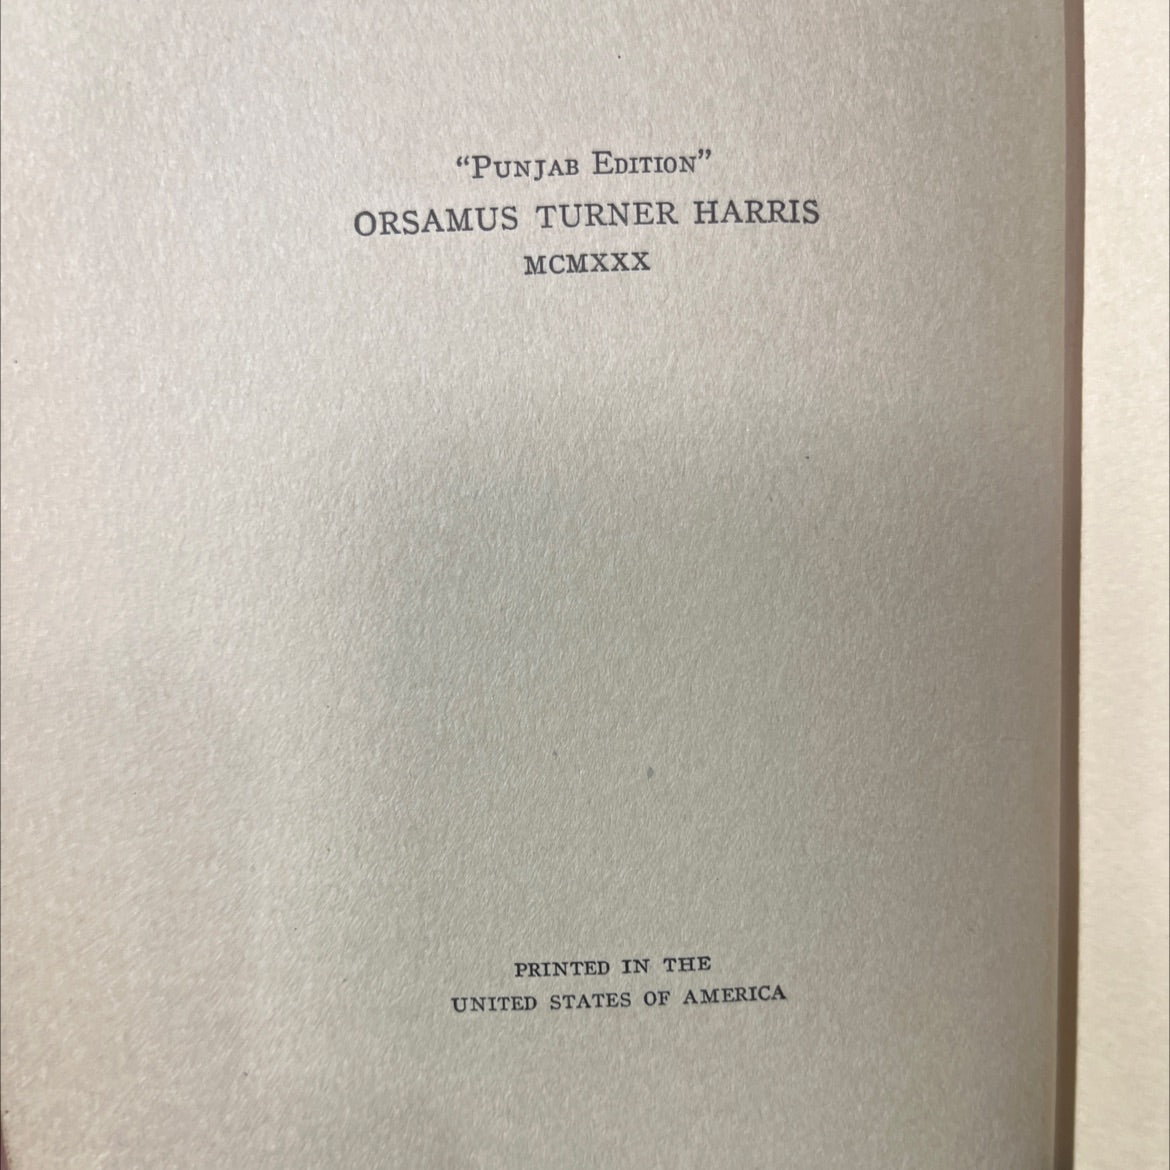 “Punjab Edition”
ORSAMUS TURNER HARRIS
MCMXXX
PRINTED IN THE
UNITED STATES OF AMERICA